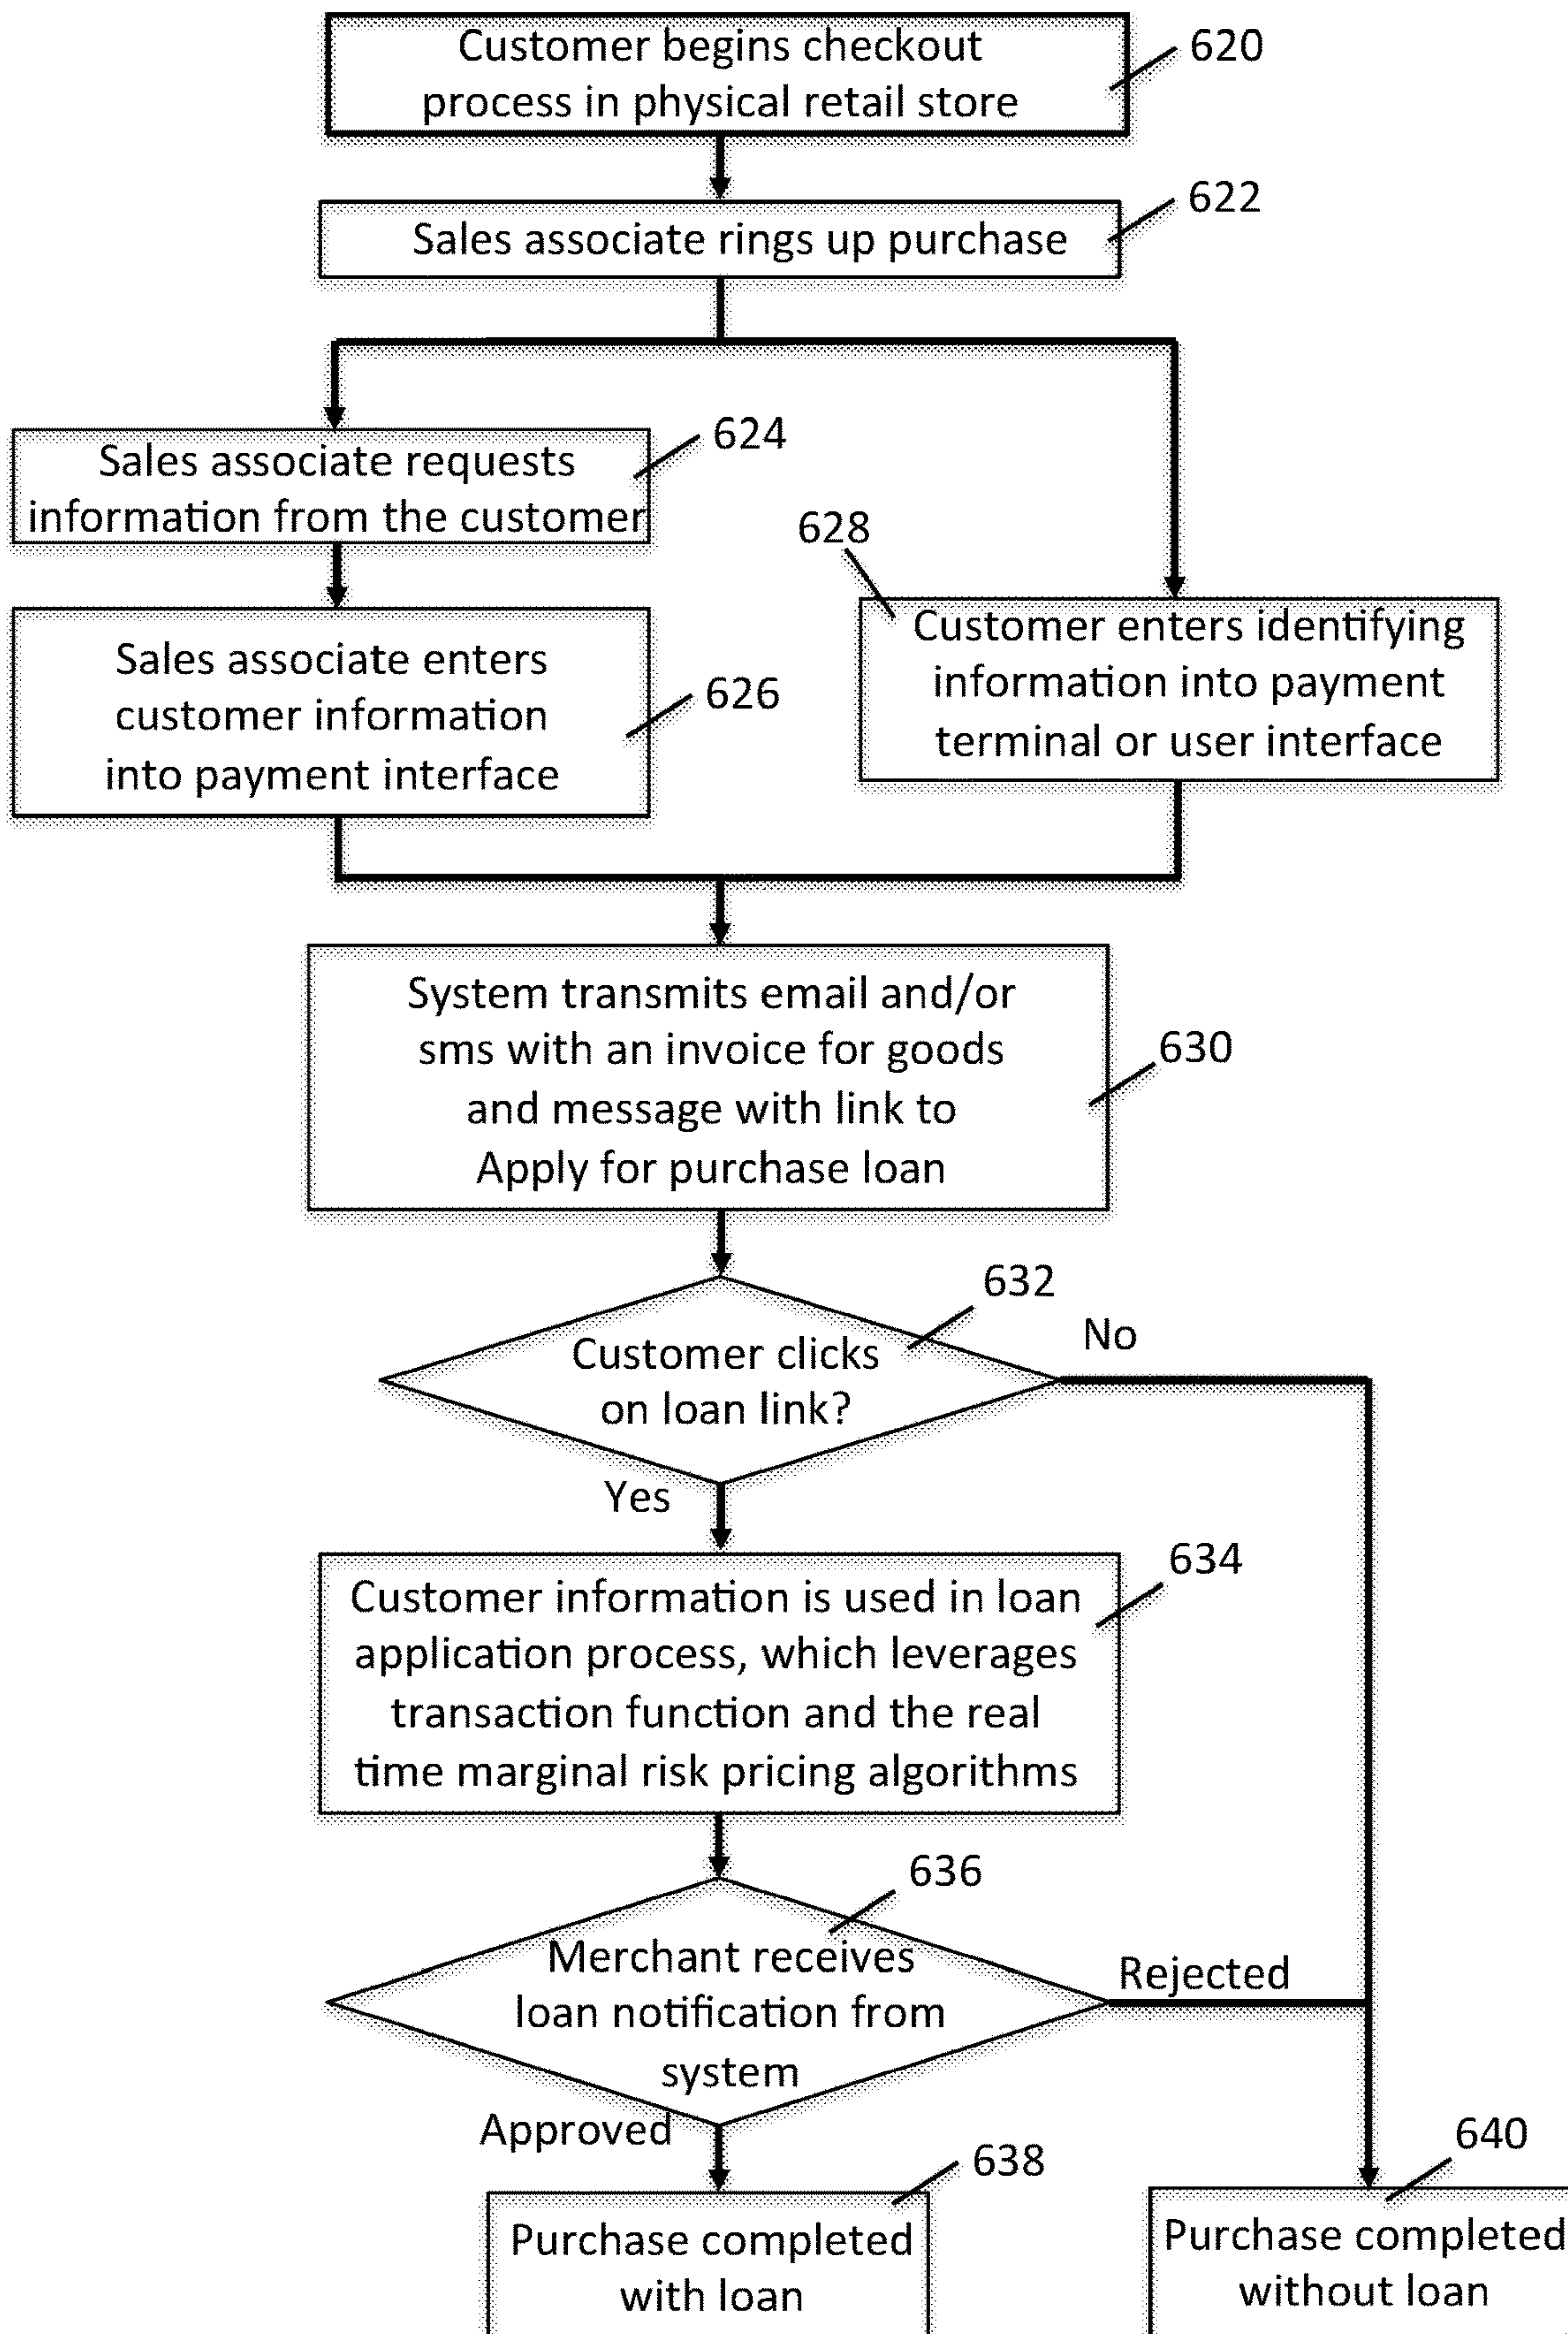 Customer begins checkout
process in physical retail store
620
622
Sales associate rings up purchase
624
Sales associate requests
information from the customer
628
Sales associate enters
customer information
into payment interface
626
Customer enters identifying
information into payment
terminal or user interface
System transmits email and/or
sms with an invoice for goods
and message with link to
Apply for purchase loan
630
632
No
Customer clicks
on loan link?
Yes
634
Customer information is used in loan
application process, which leverages
transaction function and the real
time marginal risk pricing algorithms
636
Merchant receives
loan notification from
system
Rejected
Approved
638
640
Purchase completed
with loan
Purchase completed
without loan